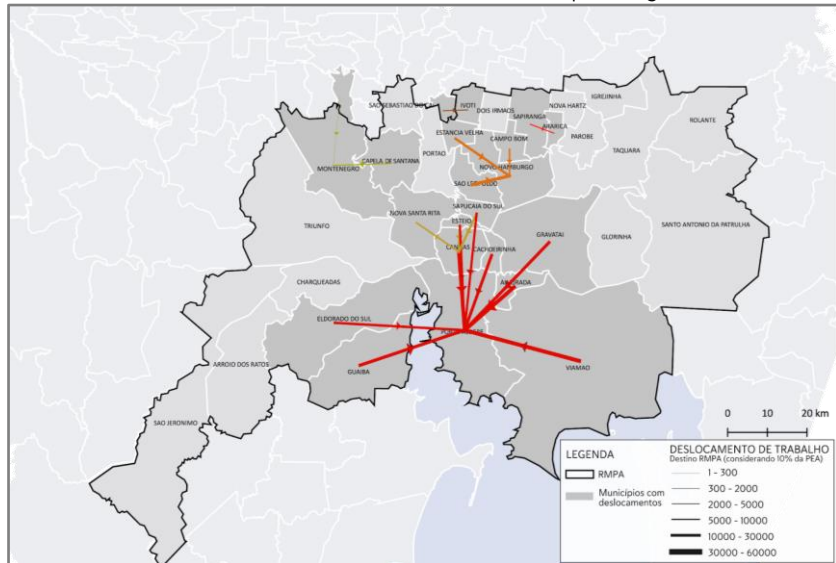 IGREJINHA
SAO SEBASTIAO DO CAI
IVOTI
DOIS IRMAOS
NOVA HARTZ
SAPIRANGA
ROLANTE
ARARICA
ESTANCIA VELHA
CAMPO BOM
PAROBE
TAQUARA
PORTAO
CAPELA DE SANTANA
MONTENEGRO
NOVO HAMBURGO
SAO LEOPOLDO
SAPUCAIA DO SUL
NOVA SANTA RITA
ESTEIO
TRIUNFO
GRAVATAI
GLORINHA
SANTO ANTONIO DA PATRULHA
CANOAS
CACHOEIRINHA
CHARQUEADAS
ALVORADA
ELDORADO DO SUL
PORTO ALEGRE
ARROIO DOS RATOS
GUAIBA
VIAMAO
SAO JERONIMO
0 10 20 km
LEGENDA
RMPA
Municípios com
deslocamentos
DESLOCAMENTO DE TRABALHO
Destino RMPA (considerando 10% da PEA)
1 - 300
300 - 2000
2000 - 5000
5000 - 10000
10000 - 30000
30000 - 60000